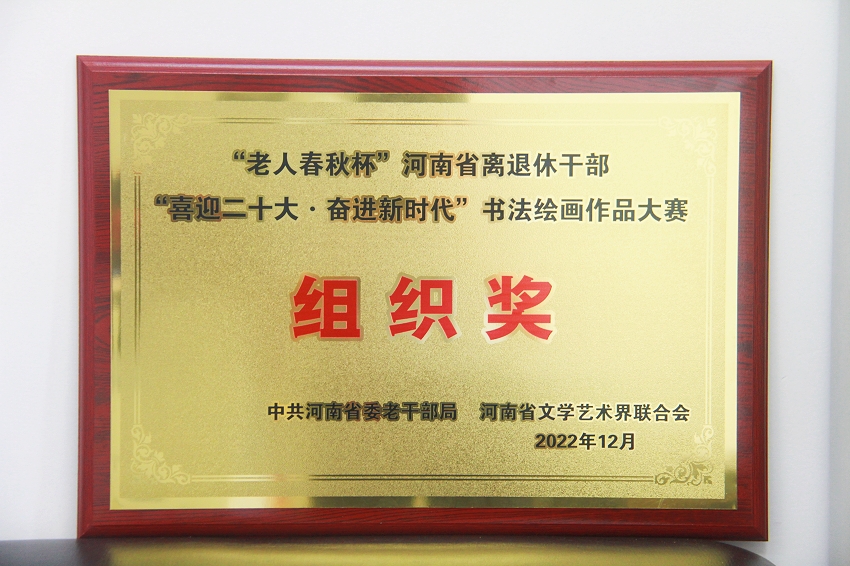 “老人春秋杯”河南省离退休干部
“喜迎二十大·奋进新时代”书法绘画作品大赛
组织奖
中共河南省委老干部局 河南省文学艺术界联合会
2022年12月